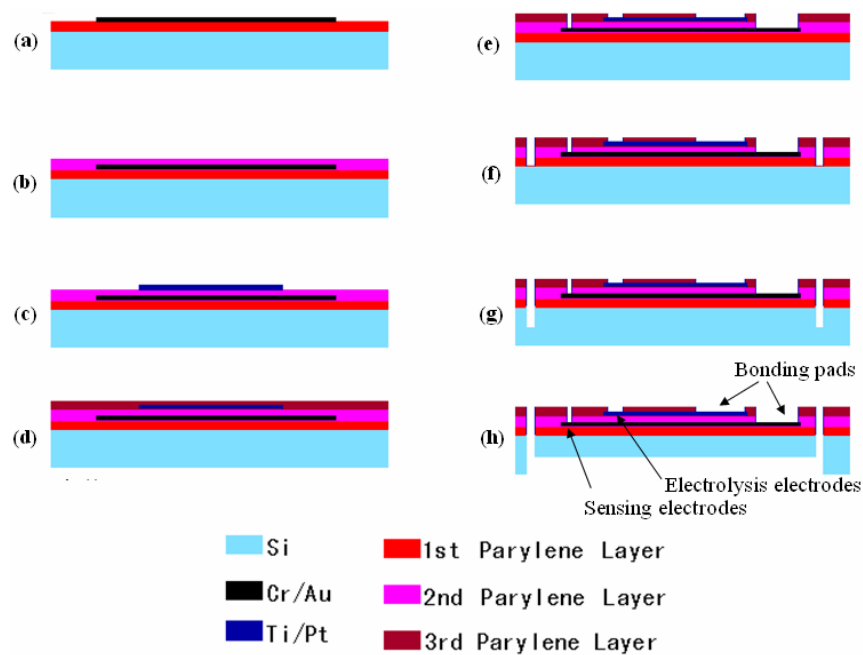 (a)
(b)
(c)
(d)
(e)
(f)
(g)
Bonding pads
(h)
Electrolysis electrodes
Sensing electrodes
Si
1st Parylene Layer
Cr/Au
2nd Parylene Layer
Ti/Pt
3rd Parylene Layer